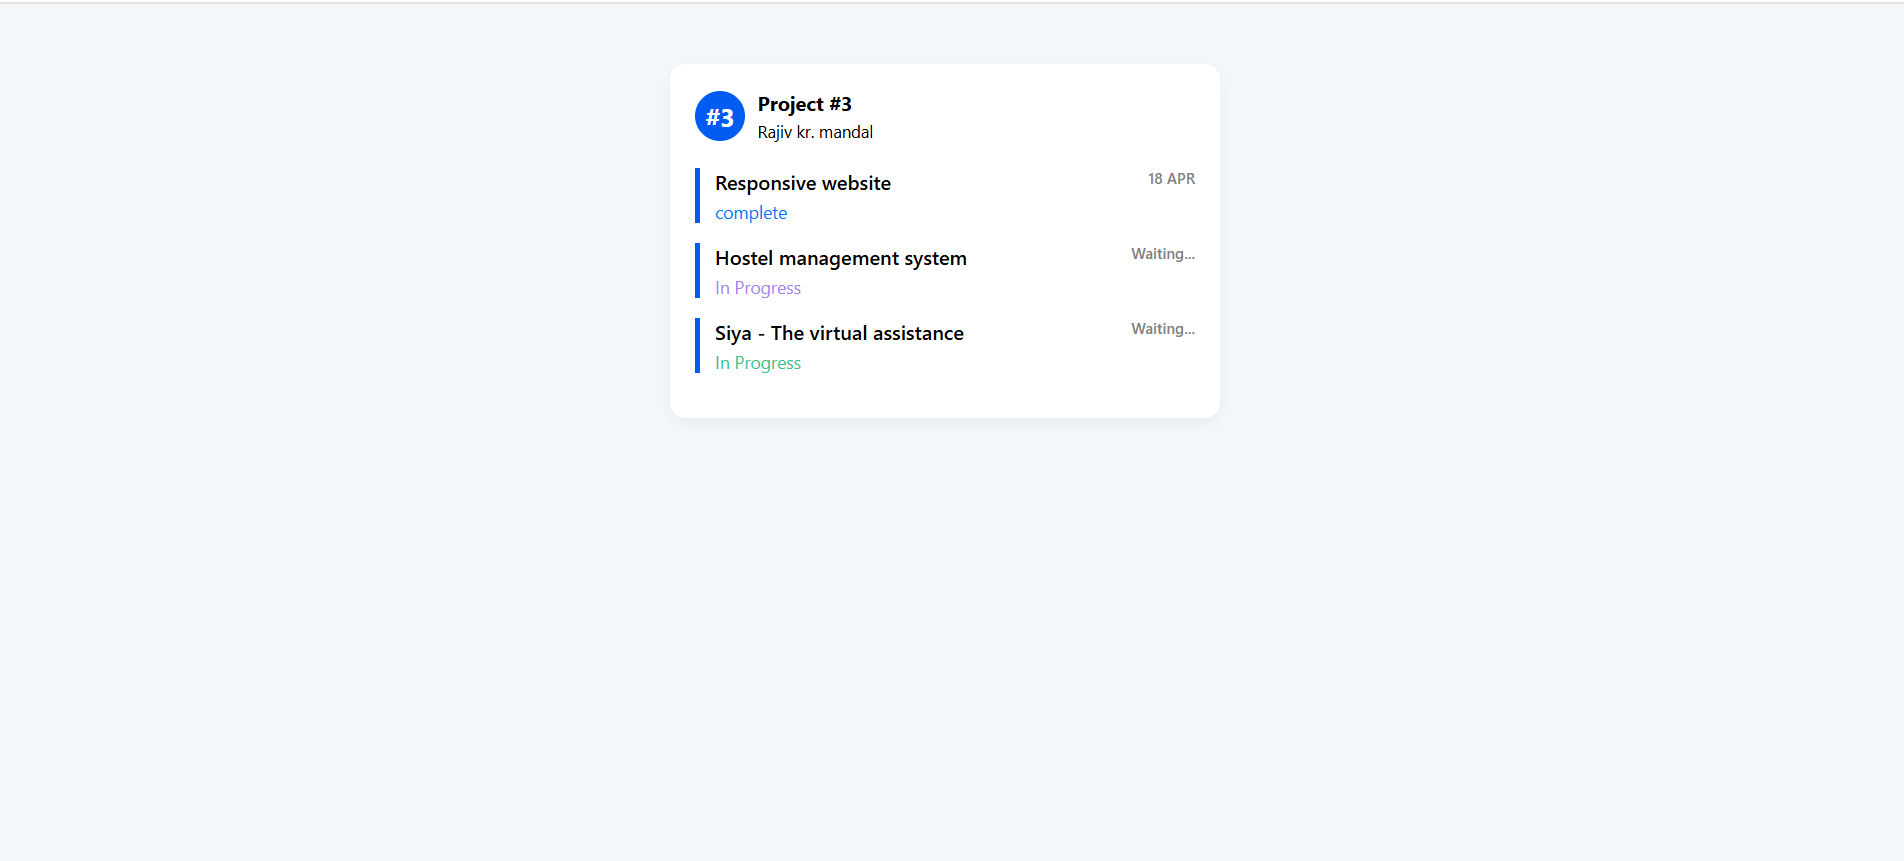 #3
Project #3
Rajiv kr. mandal
Responsive website
18 APR
complete
Hostel management system
Waiting...
In Progress
Siya - The virtual assistance
Waiting...
In Progress